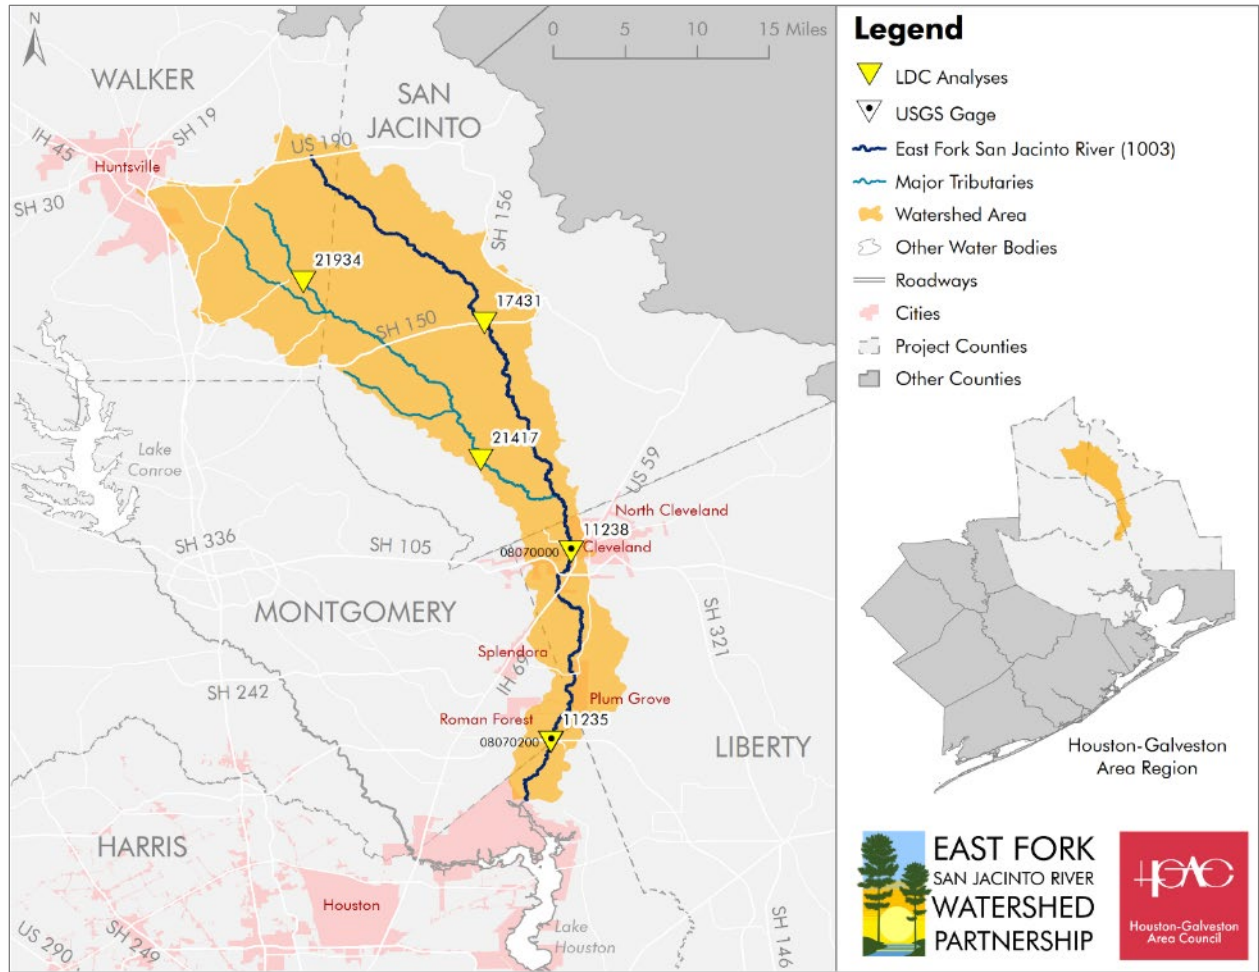 N
0 5 10 15 Miles
WALKER
SAN
JACINTO
IH 45
SH 19
US 190
Huntsville
SH 30
SH 156
21934
17431
SH 150
21417
Lake
Conroe
US 59
North Cleveland
11238
SH 336
SH 105
08070000
Cleveland
MONTGOMERY
SH 321
Splendora
IH 69
SH 242
Plum Grove
Roman Forest
11235
08070200
LIBERTY
HARRIS
Houston
Lake
Houston
US 290
SH 249
SH 146
Legend
LDC Analyses
USGS Gage
East Fork San Jacinto River (1003)
Major Tributaries
Watershed Area
Other Water Bodies
Roadways
Cities
Project Counties
Other Counties
Houston-Galveston
Area Region
EAST FORK
SAN JACINTO RIVER
WATERSHED
PARTNERSHIP
HGAC
Houston-Galveston
Area Council